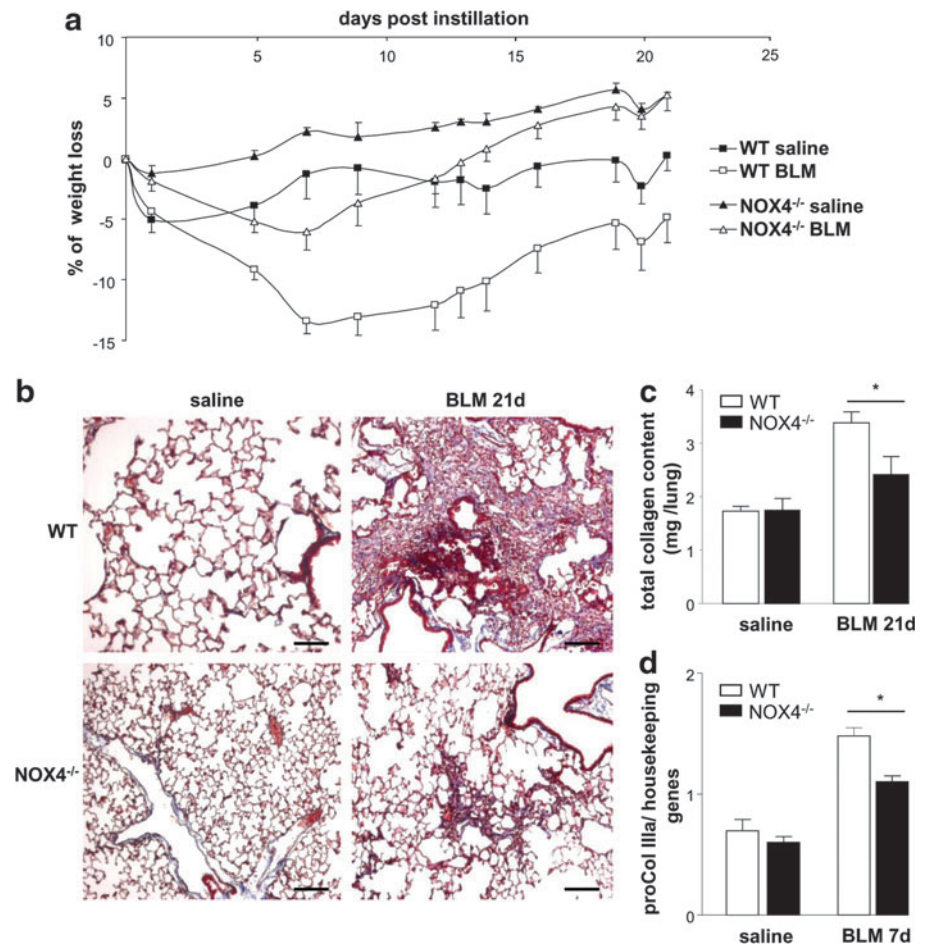 a
days post instillation
10
5
0
-5
-10
-15
5
10
15
20
25
% of weight loss
WT saline
WT BLM
NOX4-/- saline
NOX4-/- BLM
b
saline
BLM 21d
WT
NOX4-/-
c
WT
NOX4-/-
*
total collagen content
(mg /lung)
4
3
2
1
0
saline
BLM 21d
d
WT
NOX4-/-
*
proCol IIIa/ housekeeping
genes
2
1
0
saline
BLM 7d